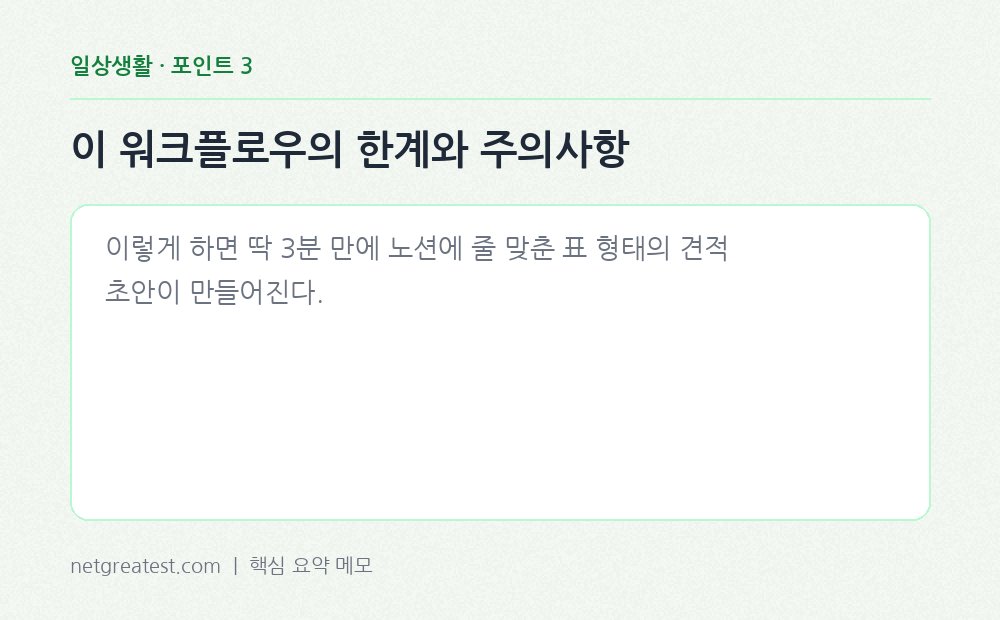 일상생활 · 포인트 3
이 워크플로우의 한계와 주의사항
이렇게 하면 딱 3분 만에 노션에 줄 맞춘 표 형태의 견적
초안이 만들어진다.
netgreatest.com | 핵심 요약 메모